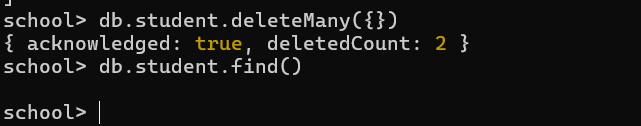 school> db.student.deleteMany({})
{ acknowledged: true, deletedCount: 2 }
school> db.student.find()
school>